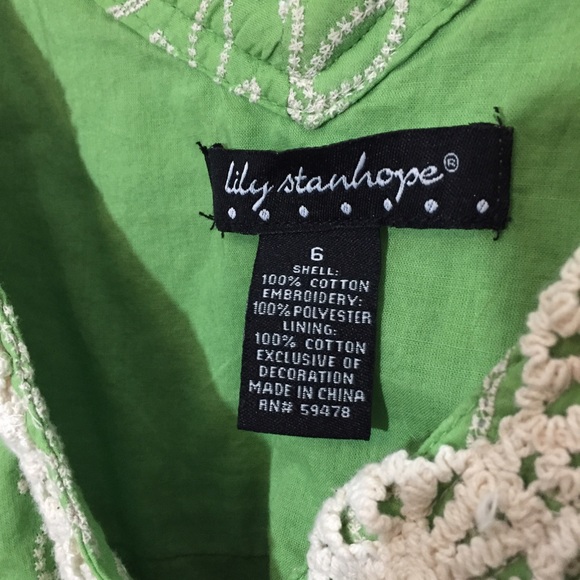 lily stanhope®
6
SHELL:
100% COTTON
EMBROIDERY:
100% POLYESTER
LINING:
100% COTTON
EXCLUSIVE OF
DECORATION
MADE IN CHINA
RN# 59478